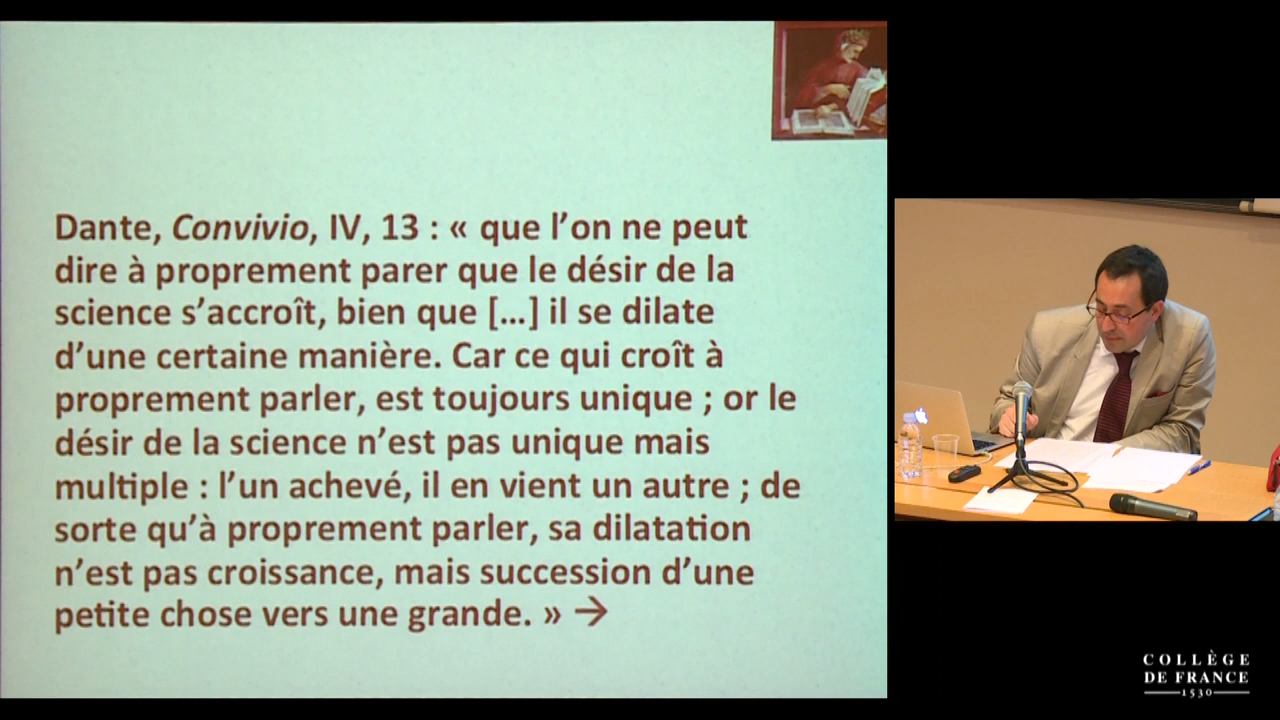 Dante, Convivio, IV, 13 : « que l’on ne peut
dire à proprement parer que le désir de la
science s’accroît, bien que [...] il se dilate
d’une certaine manière. Car ce qui croît à
proprement parler, est toujours unique ; or le
désir de la science n’est pas unique mais
multiple : l’un achevé, il en vient un autre ; de
sorte qu’à proprement parler, sa dilatation
n’est pas croissance, mais succession d’une
petite chose vers une grande. » →
COLLÈGE
DE FRANCE
1530